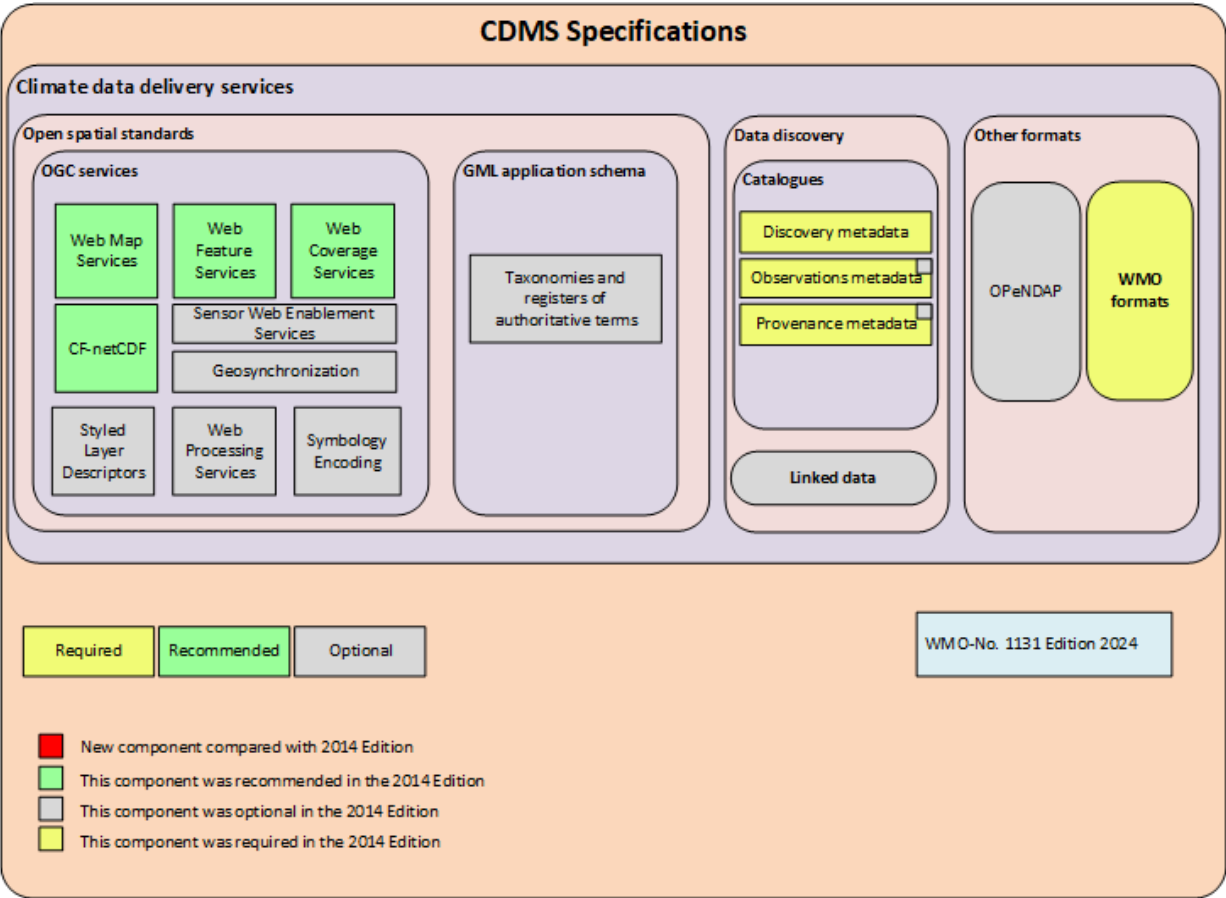 CDMS Specifications
Climate data delivery services
Open spatial standards
OGC services
Web Map
Services
Web
Feature
Services
Web
Coverage
Services
CF-netCDF
Sensor Web Enablement
Services
Geosynchronization
Styled
Layer
Descriptors
Web
Processing
Services
Symbology
Encoding
GML application schema
Taxonomies and
registers of
authoritative terms
Data discovery
Catalogues
Discovery metadata
Observations metadata
Provenance metadata
Linked data
Other formats
OPeNDAP
WMO
formats
Required
Recommended
Optional
WMO-No. 1131 Edition 2024
New component compared with 2014 Edition
This component was recommended in the 2014 Edition
This component was optional in the 2014 Edition
This component was required in the 2014 Edition